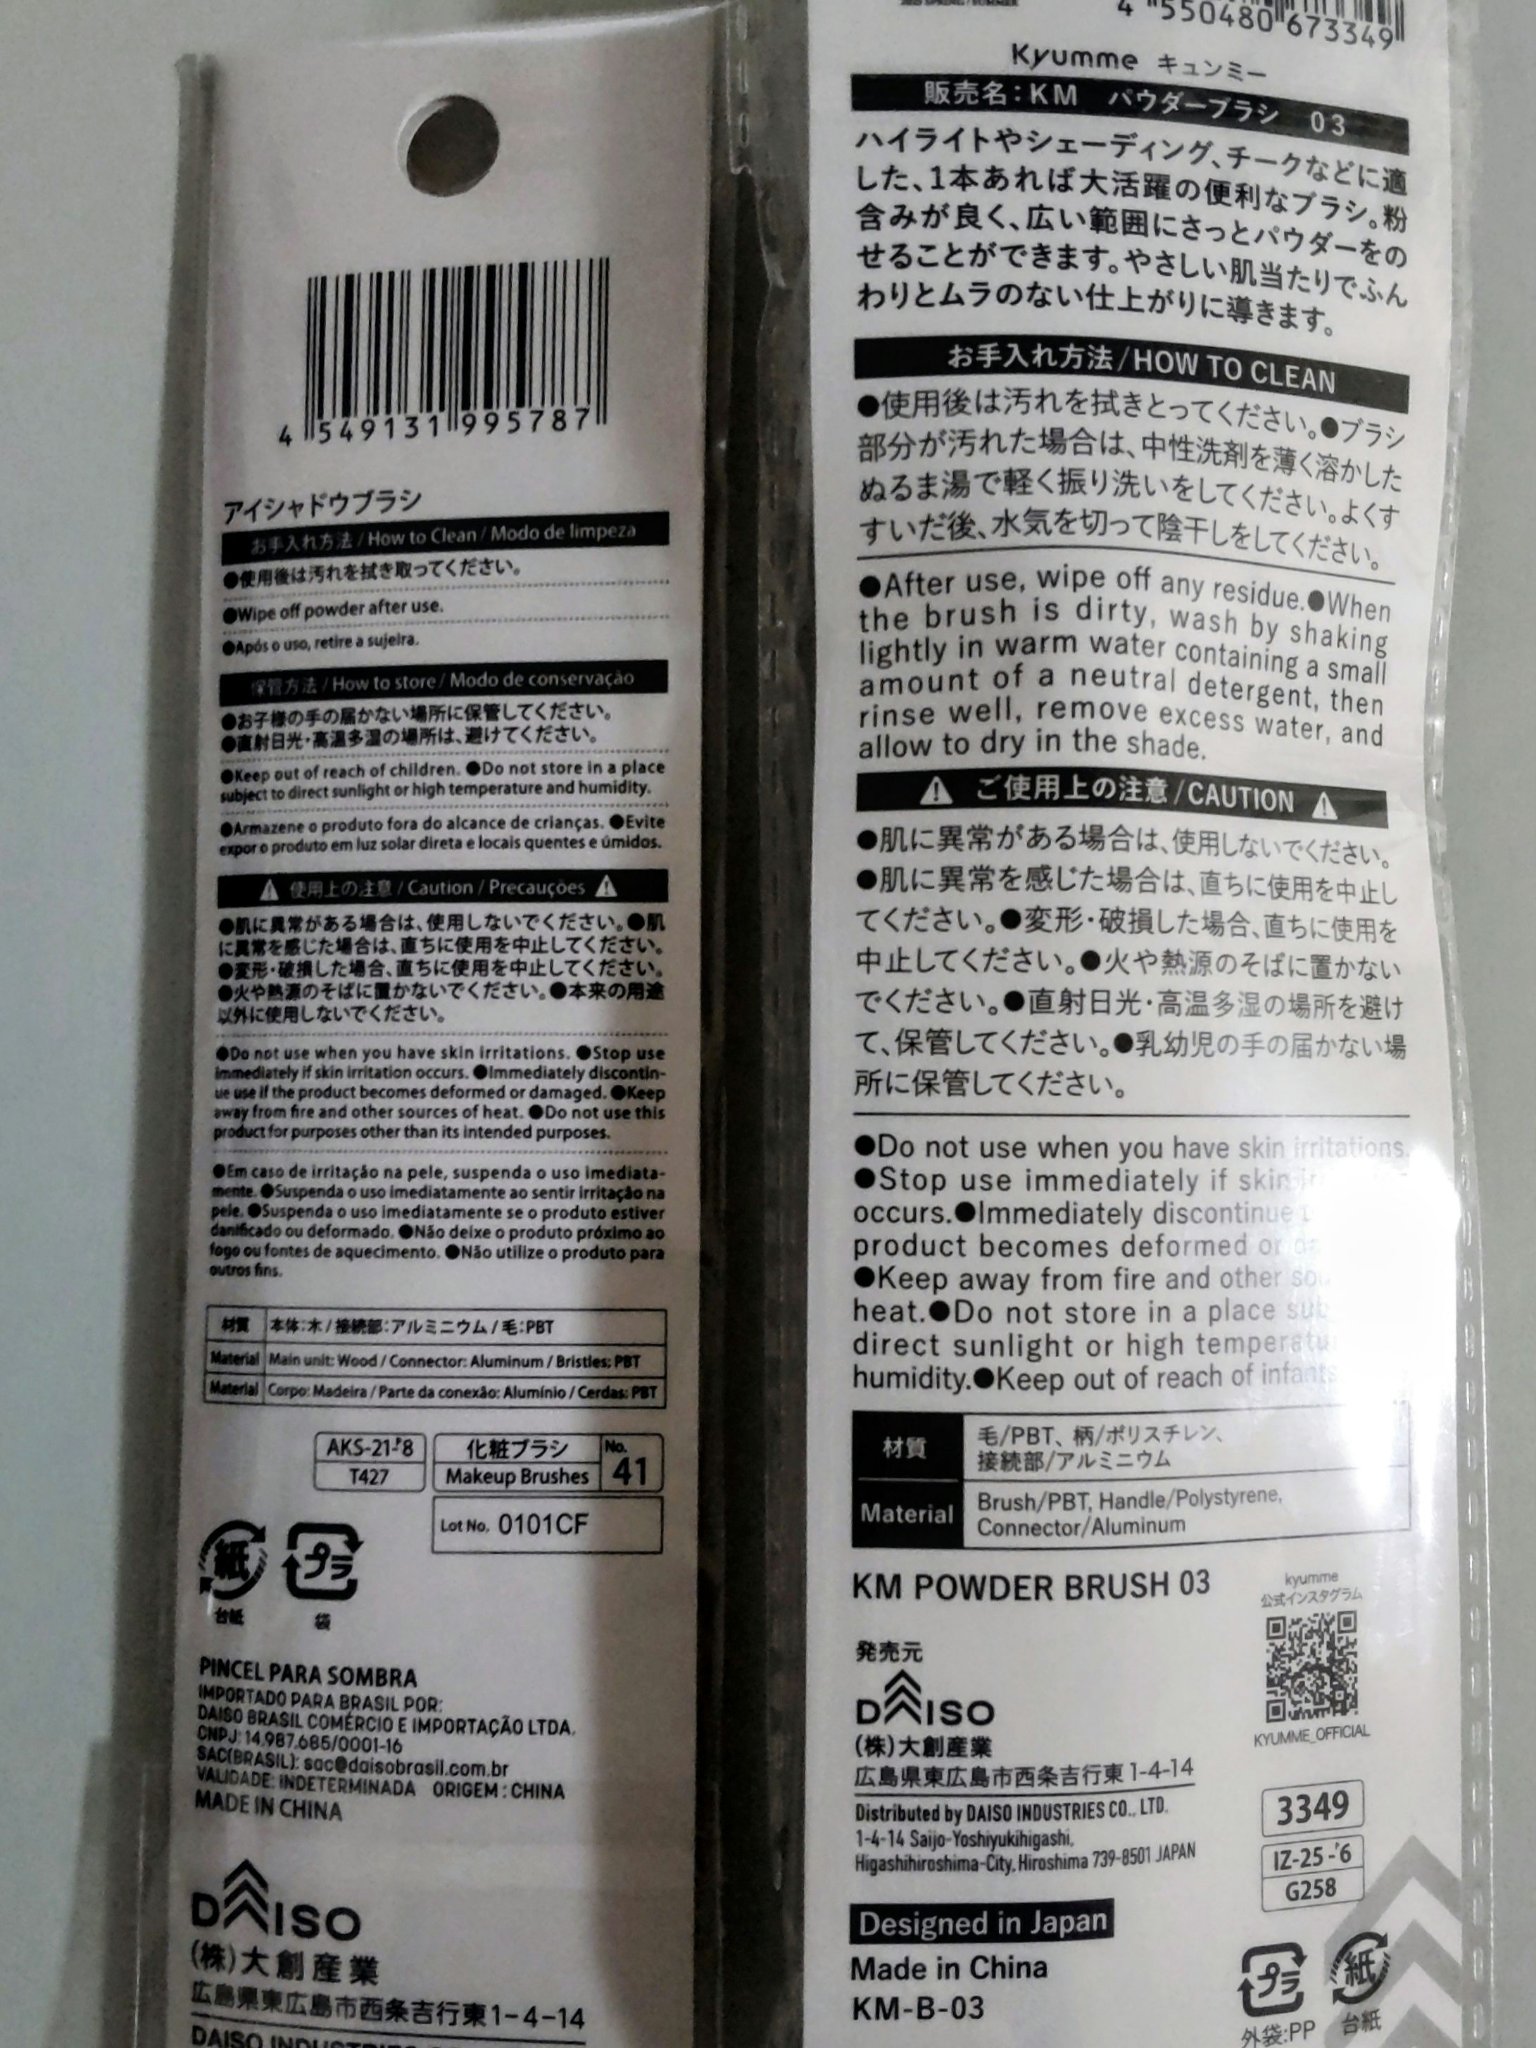 4 549131 995787
アイシャドウブラシ
お手入れ方法 / How to Clean / Modo de limpeza
●使用後は汚れを拭き取ってください。
●Wipe off powder after use.
●Após o uso, retire a sujeira.
保管方法 / How to store / Modo de conservação
●お子様の手の届かない場所に保管してください。
●直射日光・高温多湿の場所は、避けてください。
●Keep out of reach of children. ●Do not store in a place
subject to direct sunlight or high temperature and humidity.
●Armazene o produto fora do alcance de crianças. ●Evite
expor o produto em luz solar direta e locais quentes e úmidos.
⚠ 使用上の注意 / Caution / Precauções ⚠
●肌に異常がある場合は、使用しないでください。●肌
に異常を感じた場合は、直ちに使用を中止してください。
●変形・破損した場合、直ちに使用を中止してください。
●火や熱源のそばに置かないでください。●本来の用途
以外に使用しないでください。
●Do not use when you have skin irritations. ●Stop use
immediately if skin irritation occurs. ●Immediately discontin-
ue use if the product becomes deformed or damaged. ●Keep
away from fire and other sources of heat. ●Do not use this
product for purposes other than its intended purposes.
●Em caso de irritação na pele, suspenda o uso imediata-
mente. ●Suspenda o uso imediatamente ao sentir irritação na
pele. ●Suspenda o uso imediatamente se o produto estiver
danificado ou deformado. ●Não deixe o produto próximo ao
fogo ou fontes de aquecimento. ●Não utilize o produto para
outros fins.
材質 本体:木 / 接続部:アルミニウム / 毛:PBT
Material Main unit: Wood / Connector: Aluminum / Bristles: PBT
Material Corpo: Madeira / Parte da conexão: Alumínio / Cerdas: PBT
AKS-21-'8
T427
化粧ブラシ
Makeup Brushes
No.
41
Lot No. 0101CF
紙 プラ
台紙 袋
PINCEL PARA SOMBRA
IMPORTADO PARA BRASIL POR:
DAISO BRASIL COMÉRCIO E IMPORTAÇÃO LTDA.
CNPJ: 14.987.685/0001-16
SAC(BRASIL): sac@daisobrasil.com.br
VALIDADE: INDETERMINADA ORIGEM : CHINA
MADE IN CHINA
DAISO
(株)大創産業
広島県東広島市西条吉行東1-4-14
4 550480 673349
Kyumme キュンミー
販売名:KM パウダーブラシ 03
ハイライトやシェーディング、チークなどに適
した、1本あれば大活躍の便利なブラシ。粉
含みが良く、広い範囲にさっとパウダーをの
せることができます。やさしい肌当たりでふん
わりとムラのない仕上がりに導きます。
お手入れ方法/HOW TO CLEAN
●使用後は汚れを拭きとってください。●ブラシ
部分が汚れた場合は、中性洗剤を薄く溶かした
ぬるま湯で軽く振り洗いをしてください。よくす
すいだ後、水気を切って陰干しをしてください。
●After use, wipe off any residue.●When
the brush is dirty, wash by shaking
lightly in warm water containing a small
amount of a neutral detergent, then
rinse well, remove excess water, and
allow to dry in the shade.
⚠ ご使用上の注意/CAUTION ⚠
●肌に異常がある場合は、使用しないでください。
●肌に異常を感じた場合は、直ちに使用を中止し
てください。●変形・破損した場合、直ちに使用を
中止してください。●火や熱源のそばに置かない
でください。●直射日光・高温多湿の場所を避け
て、保管してください。●乳幼児の手の届かない場
所に保管してください。
●Do not use when you have skin irritations.
●Stop use immediately if skin
occurs.●Immediately discontinue
product becomes deformed or
●Keep away from fire and other
heat.●Do not store in a place
direct sunlight or high
humidity.●Keep out of reach of infants
材質 毛/PBT、柄/ポリスチレン、
接続部/アルミニウム
Material Brush/PBT, Handle/Polystyrene,
Connector/Aluminum
KM POWDER BRUSH 03
kyumme
公式インスタグラム
KYUMME_OFFICIAL
発売元
DAISO
(株)大創産業
広島県東広島市西条吉行東1-4-14
Distributed by DAISO INDUSTRIES CO., LTD.
1-4-14 Saijo-Yoshiyukihigashi,
Higashihiroshima-City, Hiroshima 739-8501 JAPAN
3349
IZ-25-'6
G258
Designed in Japan
Made in China
KM-B-03
プラ 紙
外袋:PP 台紙